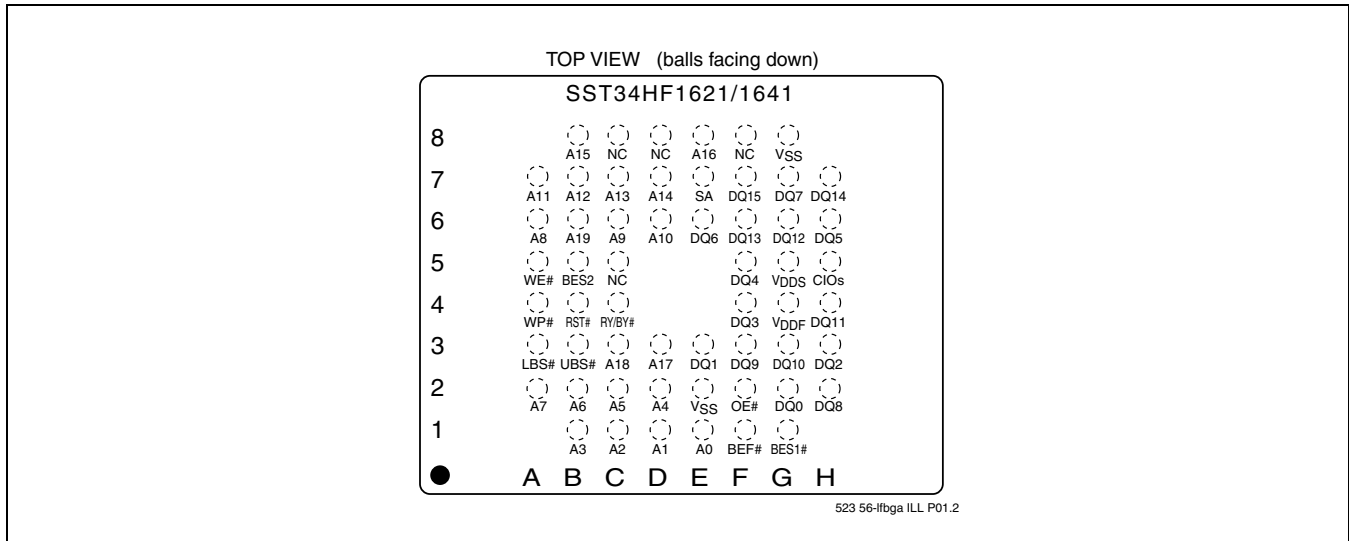 TOP VIEW (balls facing down)
SST34HF1621/1641
8
A15 NC NC A16 NC VSS
7
A11 A12 A13 A14 SA DQ15 DQ7 DQ14
6
A8 A19 A9 A10 DQ6 DQ13 DQ12 DQ5
5
WE# BES2 NC DQ4 VDDS CIOs
4
WP# RST# RY/BY# DQ3 VDDF DQ11
3
LBS# UBS# A18 A17 DQ1 DQ9 DQ10 DQ2
2
A7 A6 A5 A4 VSS OE# DQ0 DQ8
1
A3 A2 A1 A0 BEF# BES1#
A B C D E F G H
523 56-lfbga ILL P01.2